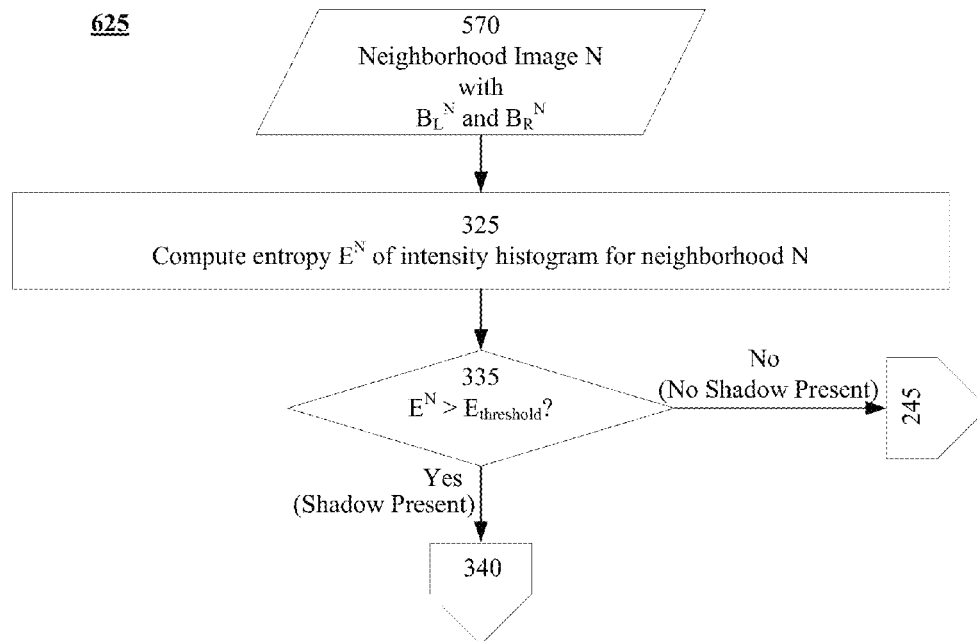 625
570
Neighborhood Image N
with
B_L^N and B_R^N
325
Compute entropy E^N of intensity histogram for neighborhood N
335
E^N > E_threshold?
No
(No Shadow Present)
245
Yes
(Shadow Present)
340